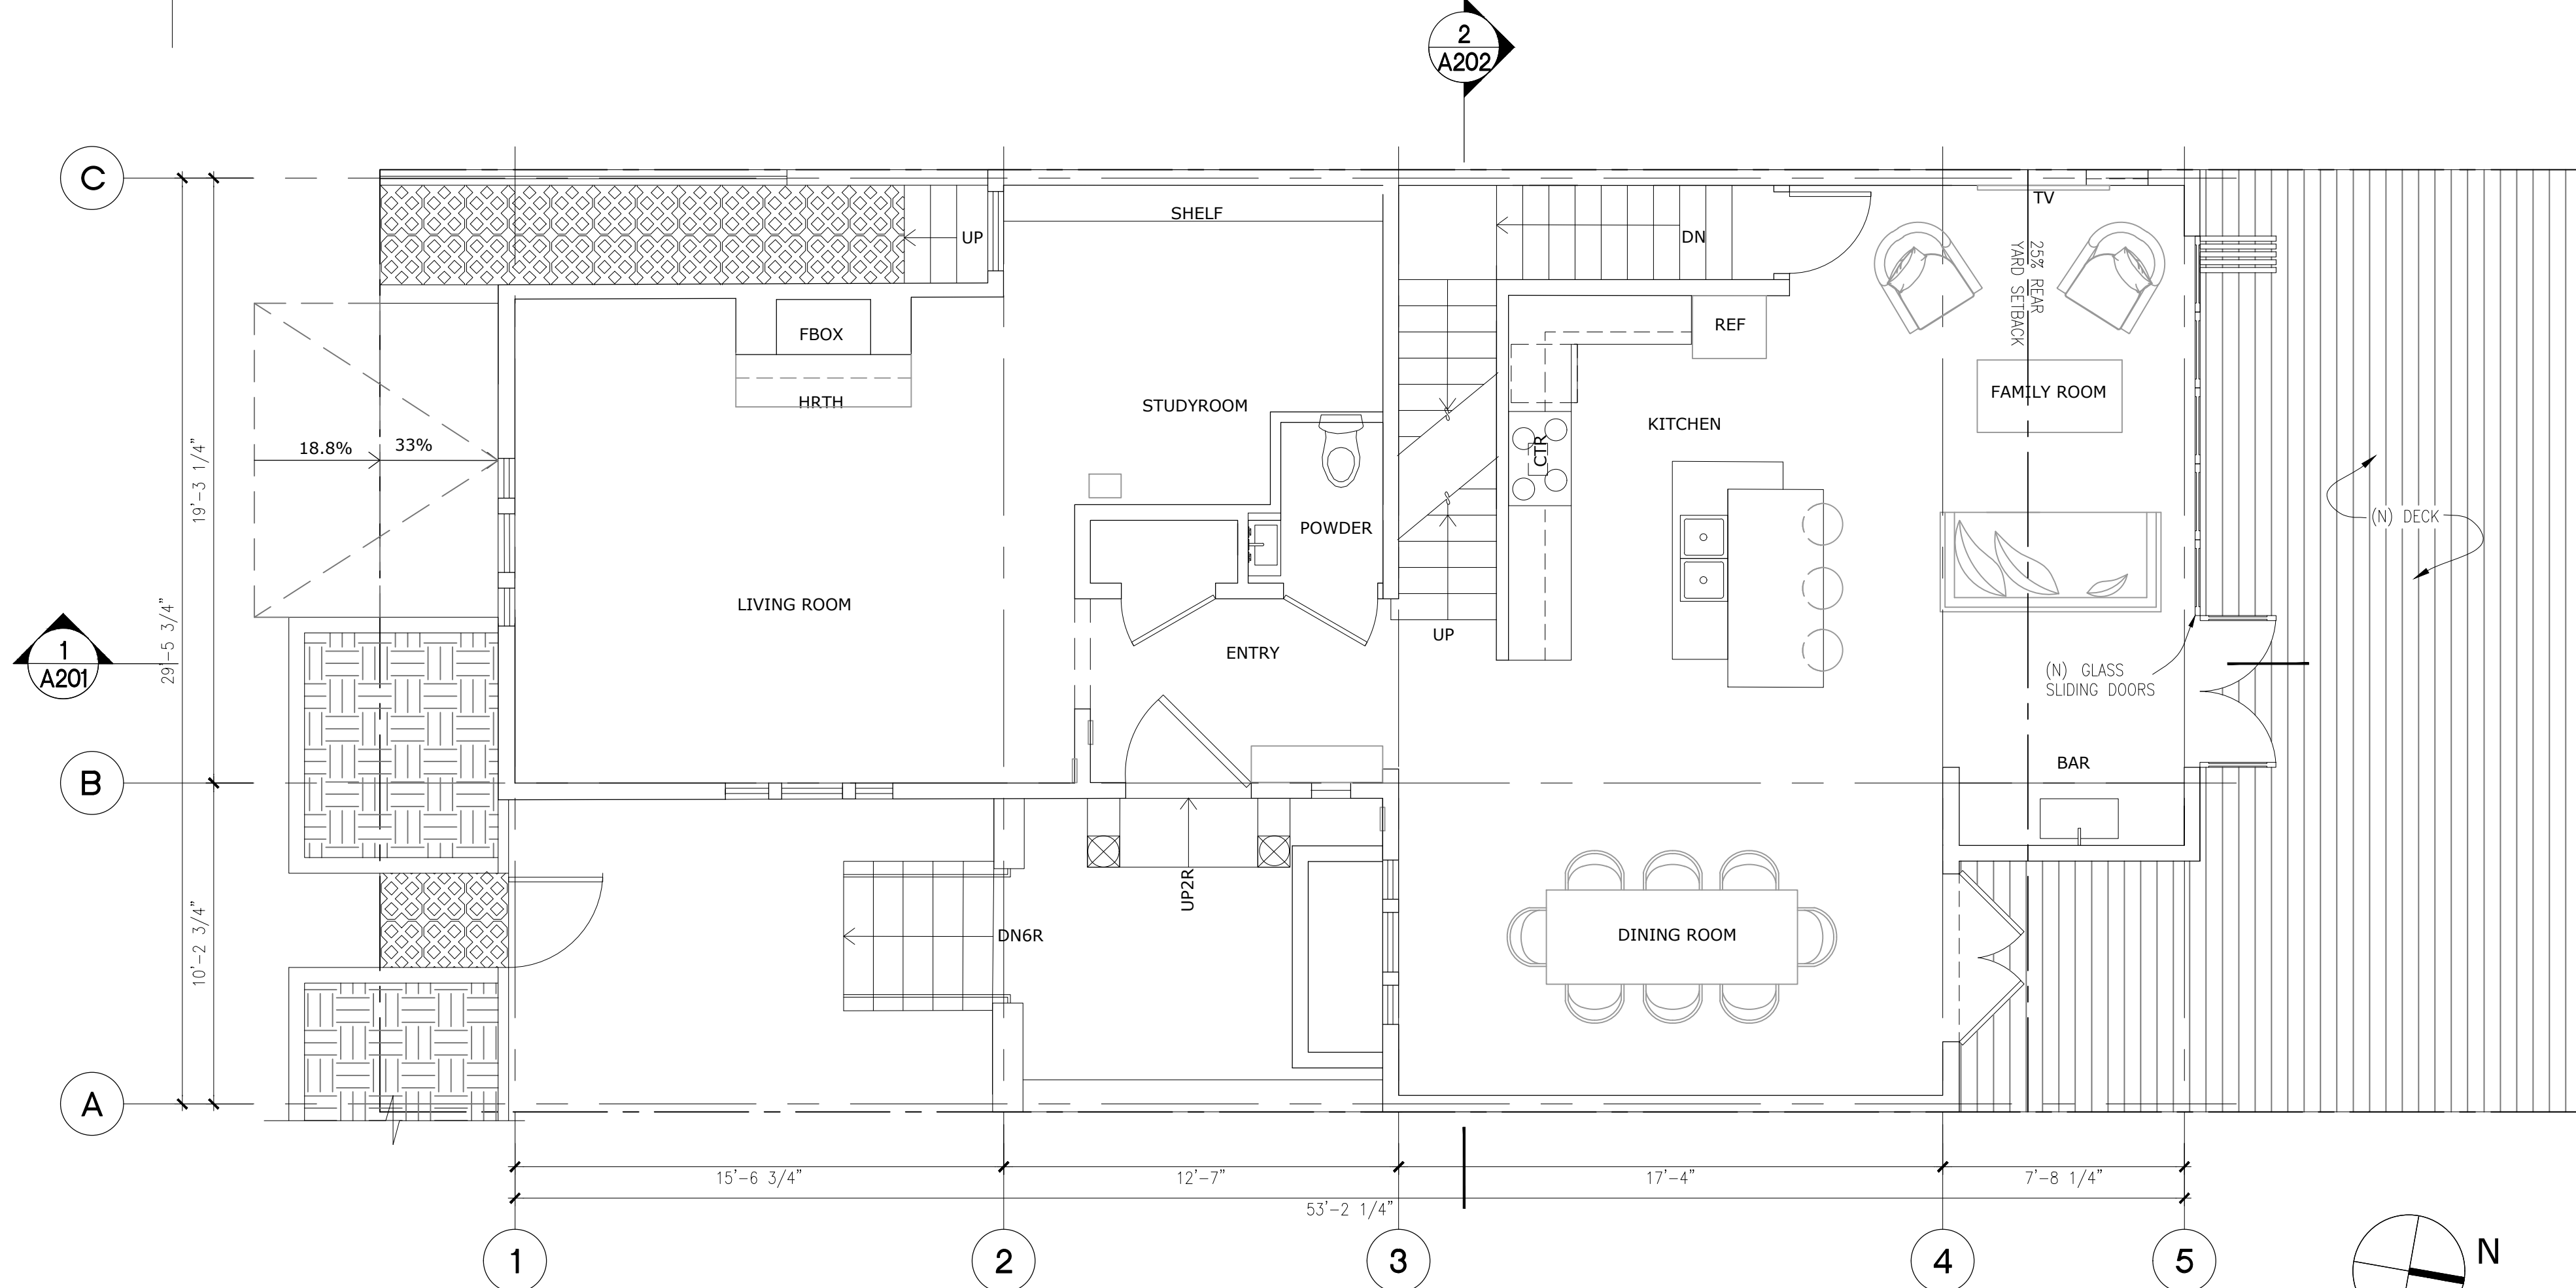 2
A202
C
SHELF
UP
DN
TV
25% REAR
YARD SETBACK
FBOX
REF
HRTH
STUDYROOM
KITCHEN
FAMILY ROOM
18.8%
33%
CTR
19'-3 1/4"
(N) DECK
POWDER
LIVING ROOM
UP
ENTRY
29'-5 3/4"
1
A201
(N) GLASS
SLIDING DOORS
BAR
B
UP2R
DN6R
DINING ROOM
10'-2 3/4"
A
15'-6 3/4"
12'-7"
17'-4"
7'-8 1/4"
53'-2 1/4"
1
2
3
4
5
N